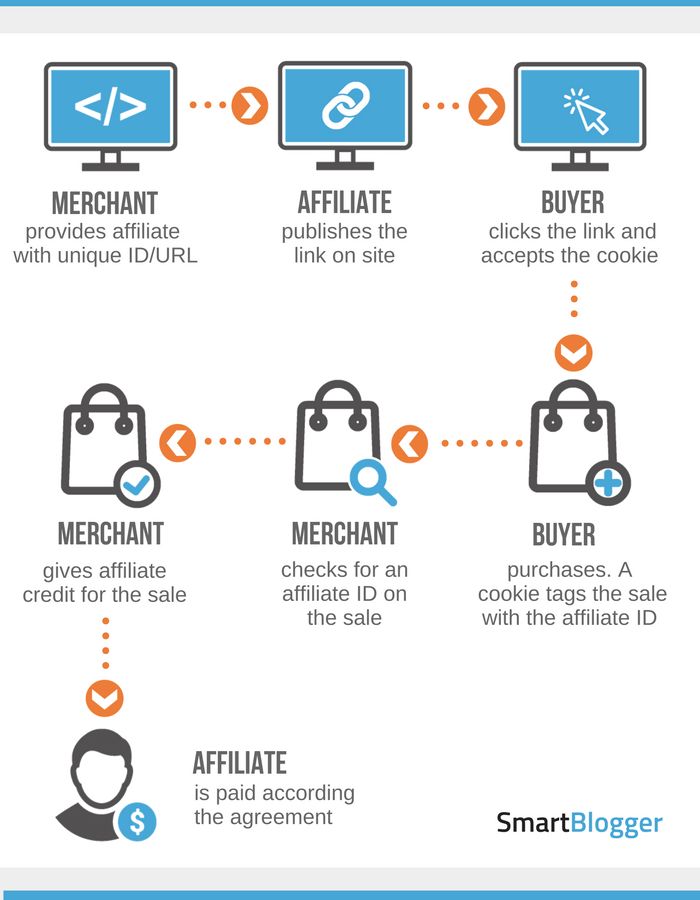 </>
MERCHANT
provides affiliate
with unique ID/URL
AFFILIATE
publishes the
link on site
BUYER
clicks the link and
accepts the cookie
BUYER
purchases. A
cookie tags the sale
with the affiliate ID
MERCHANT
checks for an
affiliate ID on
the sale
MERCHANT
gives affiliate
credit for the sale
AFFILIATE
is paid according
the agreement
$
SmartBlogger